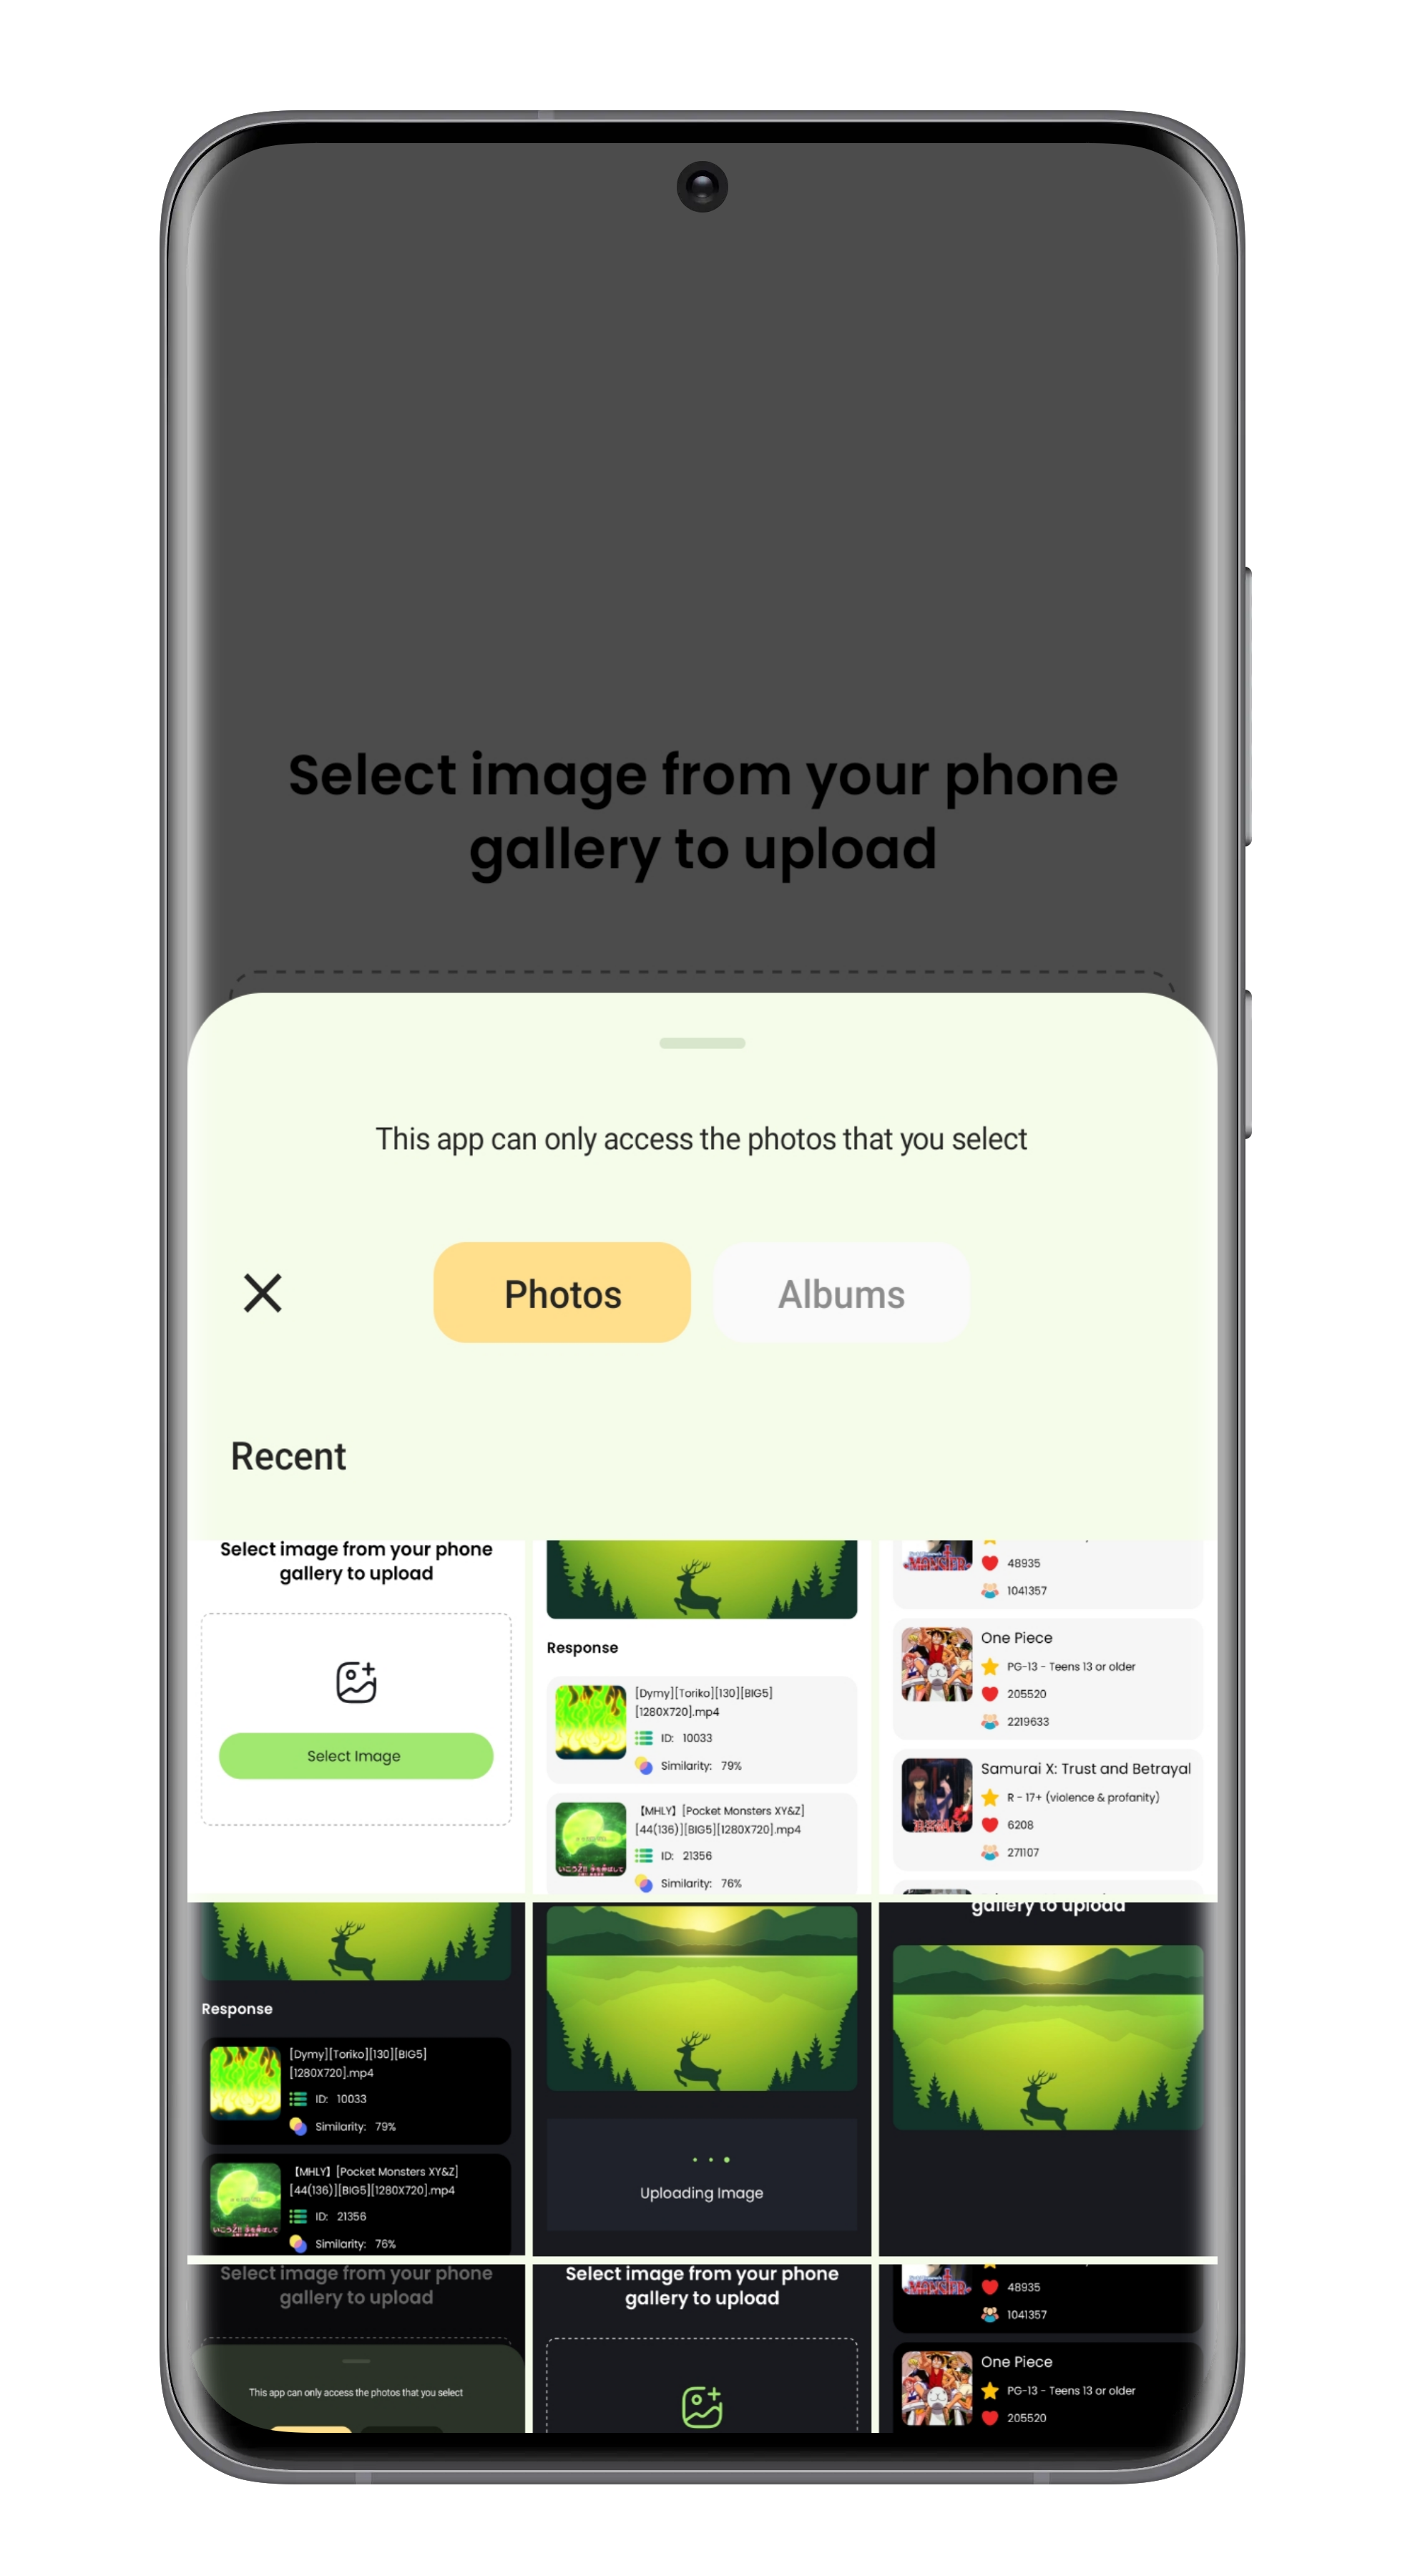 Select image from your phone
gallery to upload
This app can only access the photos that you select
Photos
Albums
Recent
Select image from your phone
gallery to upload
Select Image
Response
[Dymy][Toriko][130][BIG5]
[1280X720].mp4
ID: 10033
Similarity: 79%
【MHLY】[Pocket Monsters XY&Z]
[44(136)][BIG5][1280X720].mp4
ID: 21356
Similarity: 76%
MONSTER
48935
1041357
One Piece
PG-13 - Teens 13 or older
205520
2219633
Samurai X: Trust and Betrayal
R - 17+ (violence & profanity)
6208
271107
Response
[Dymy][Toriko][130][BIG5]
[1280X720].mp4
ID: 10033
Similarity: 79%
【MHLY】[Pocket Monsters XY&Z]
[44(136)][BIG5][1280X720].mp4
ID: 21356
Similarity: 76%
Uploading Image
gallery to upload
Select image from your phone
gallery to upload
This app can only access the photos that you select
Select image from your phone
gallery to upload
MONSTER
48935
1041357
One Piece
PG-13 - Teens 13 or older
205520